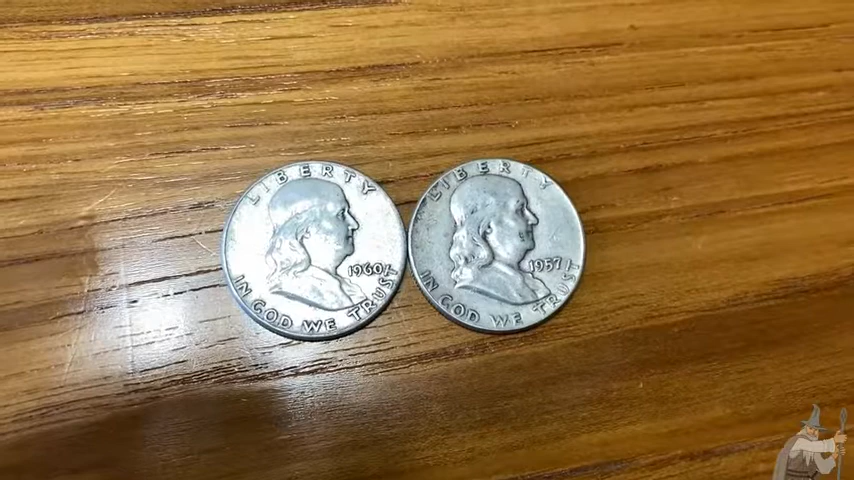 LIBERTY
1960
IN GOD WE TRUST
LIBERTY
1957
IN GOD WE TRUST